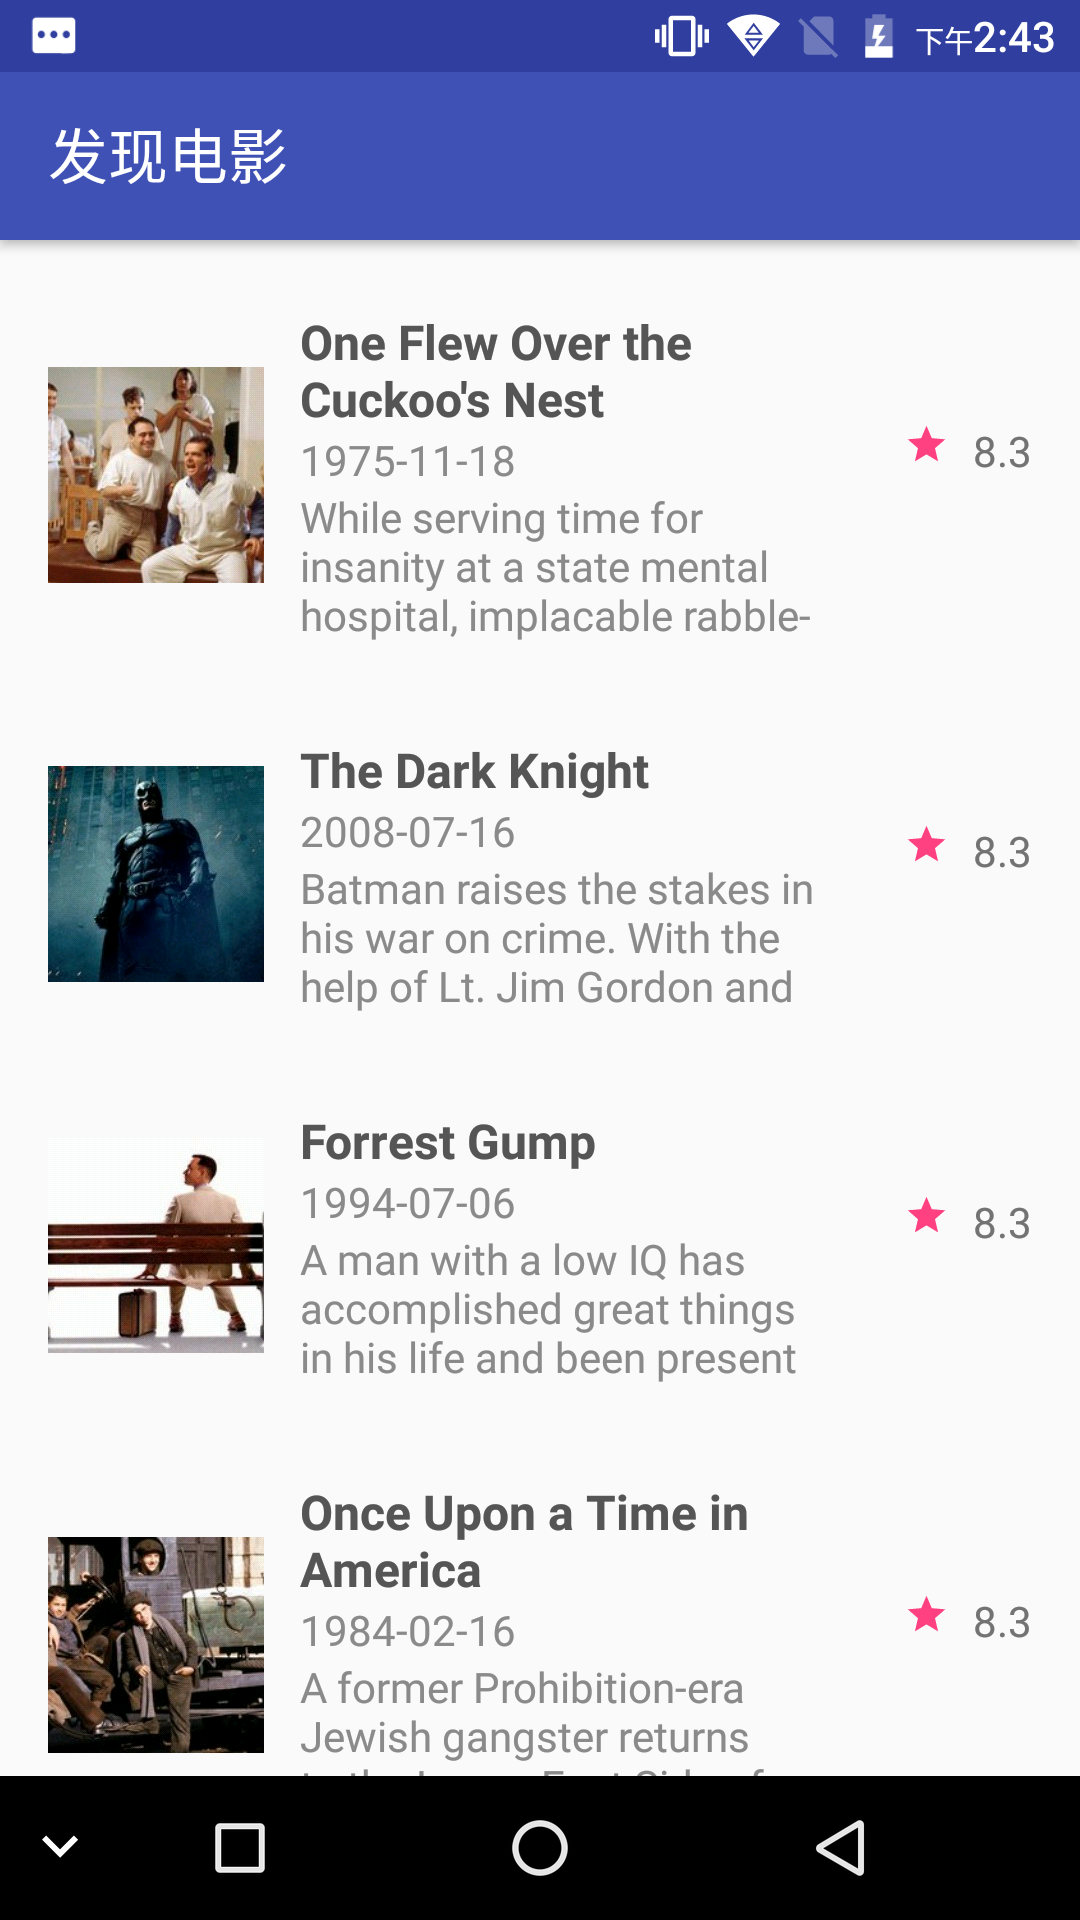 下午2:43
发现电影
One Flew Over the
Cuckoo's Nest
1975-11-18
8.3
While serving time for
insanity at a state mental
hospital, implacable rabble-
The Dark Knight
2008-07-16
8.3
Batman raises the stakes in
his war on crime. With the
help of Lt. Jim Gordon and
Forrest Gump
1994-07-06
8.3
A man with a low IQ has
accomplished great things
in his life and been present
Once Upon a Time in
America
1984-02-16
8.3
A former Prohibition-era
Jewish gangster returns